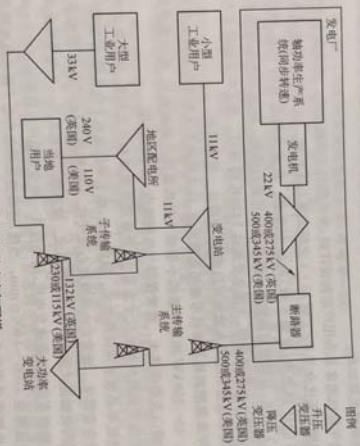 发电厂
轴功率生产系
统(同步转速)
发电机
22kV
400或275kV(英国)
500或345kV(美国)
断路器
图例
升压
变压器
降压
变压器
小型
工业用户
11kV
变电站
主传输
系统
400或275kV(英国)
500或345kV(美国)
大型
工业用户
33kV
地区配电所
11kV
240V
(英国)
110V
(美国)
当地
用户
子传输
系统
132kV(英国)
230或115kV(美国)
大功率
变电站